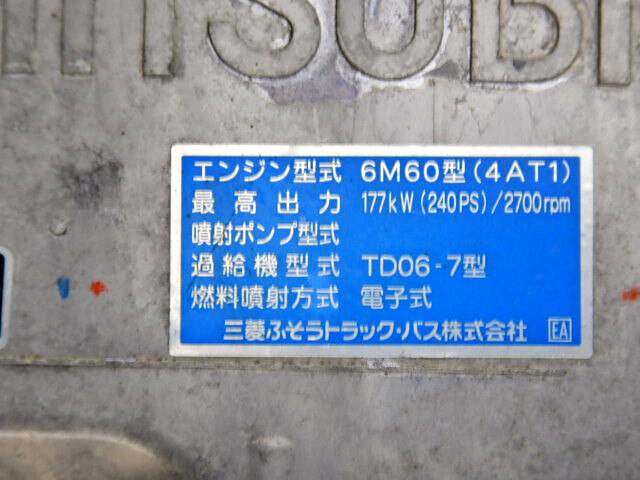 MITSUBI
エンジン型式 6M60型(4AT1)
最高出力 177kW(240PS)/2700rpm
噴射ポンプ型式
過給機型式 TD06-7型
燃料噴射方式 電子式
三菱ふそうトラック・バス株式会社 EA